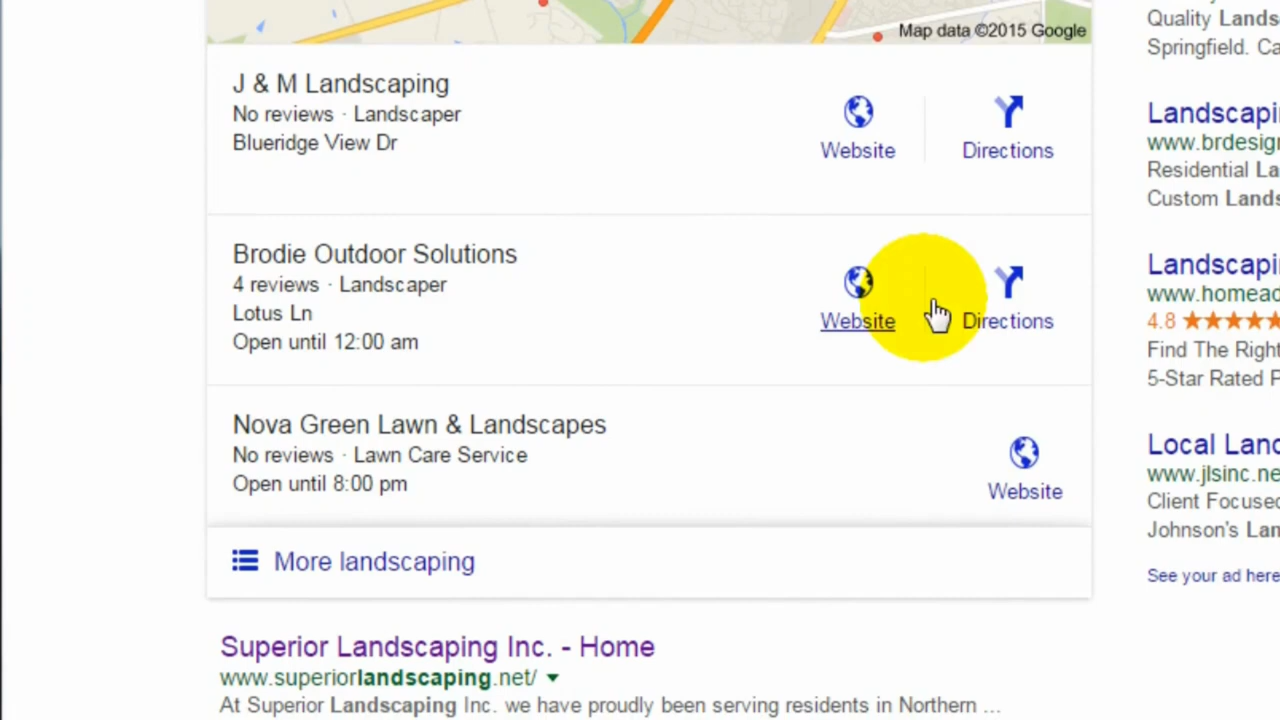 Map data ©2015 Google
J & M Landscaping
No reviews · Landscaper
Blueridge View Dr
Website
Directions
Brodie Outdoor Solutions
4 reviews · Landscaper
Lotus Ln
Open until 12:00 am
Website
Directions
Nova Green Lawn & Landscapes
No reviews · Lawn Care Service
Open until 8:00 pm
Website
More landscaping
Superior Landscaping Inc. - Home
www.superiorlandscaping.net/
At Superior Landscaping Inc. we have proudly been serving residents in Northern ...
Quality Lands
Springfield. Ca
Landscapi
www.brdesign
Residential La
Custom Lands
Landscapi
www.homead
4.8
Find The Right
5-Star Rated P
Local Land
www.jlsinc.ne
Client Focused
Johnson's Lan
See your ad here